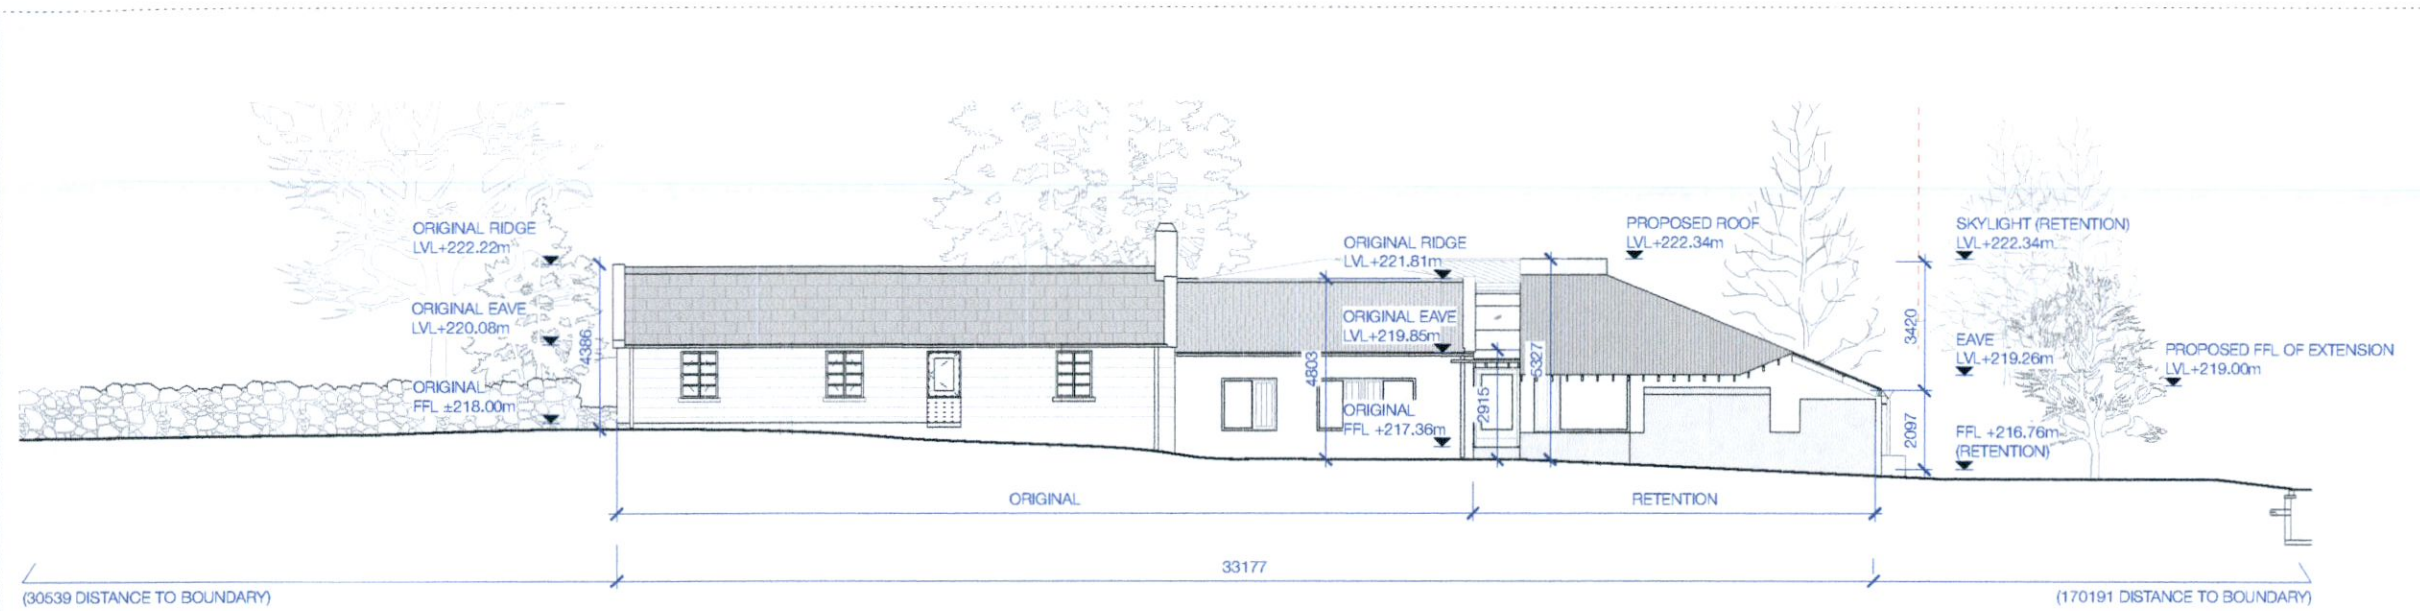 ORIGINAL RIDGE
LVL+222.22m
ORIGINAL EAVE
LVL+220.08m
ORIGINAL
FFL ±218.00m
4386
ORIGINAL RIDGE
LVL+221.81m
ORIGINAL EAVE
LVL+219.85m
ORIGINAL
FFL +217.36m
4803
2915
5327
PROPOSED ROOF
LVL+222.34m
SKYLIGHT (RETENTION)
LVL+222.34m
3420
EAVE
LVL+219.26m
PROPOSED FFL OF EXTENSION
LVL+219.00m
2097
FFL +216.76m
(RETENTION)
ORIGINAL
RETENTION
33177
(30539 DISTANCE TO BOUNDARY)
(170191 DISTANCE TO BOUNDARY)